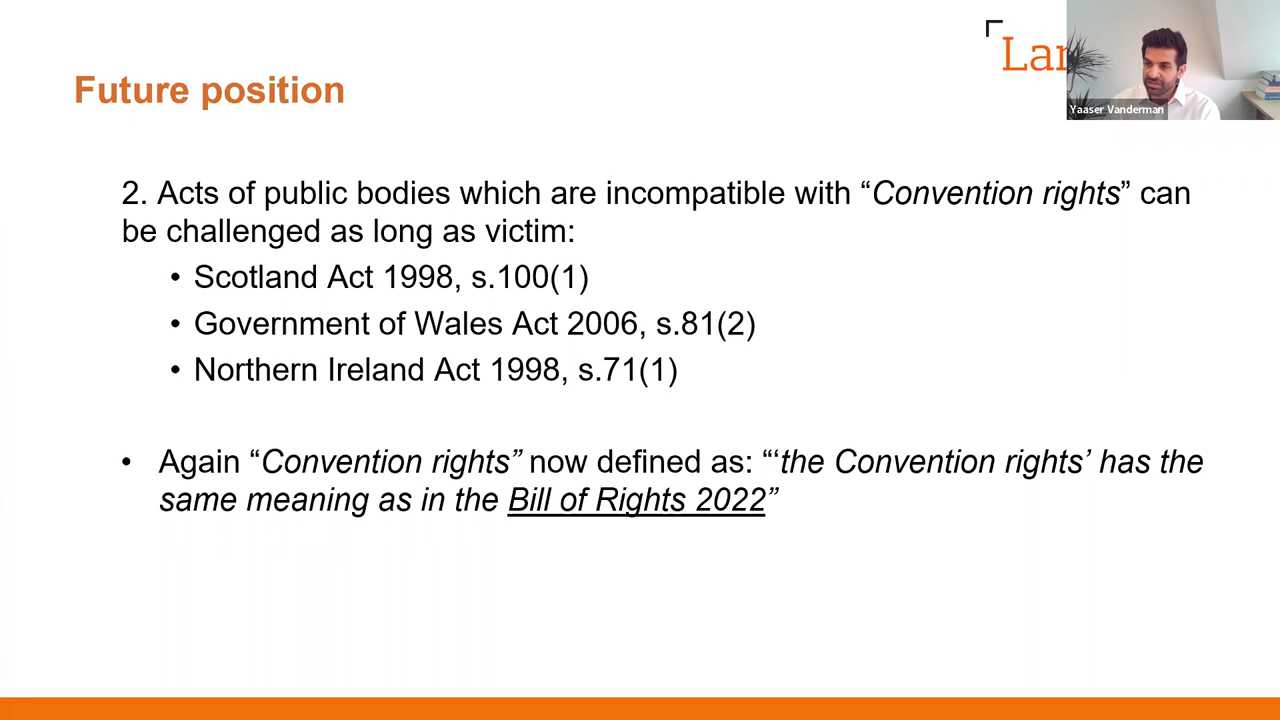 Lan
Yaaser Vanderman
Future position
2. Acts of public bodies which are incompatible with “Convention rights” can
be challenged as long as victim:
• Scotland Act 1998, s.100(1)
• Government of Wales Act 2006, s.81(2)
• Northern Ireland Act 1998, s.71(1)
• Again “Convention rights” now defined as: “‘the Convention rights’ has the
same meaning as in the Bill of Rights 2022”